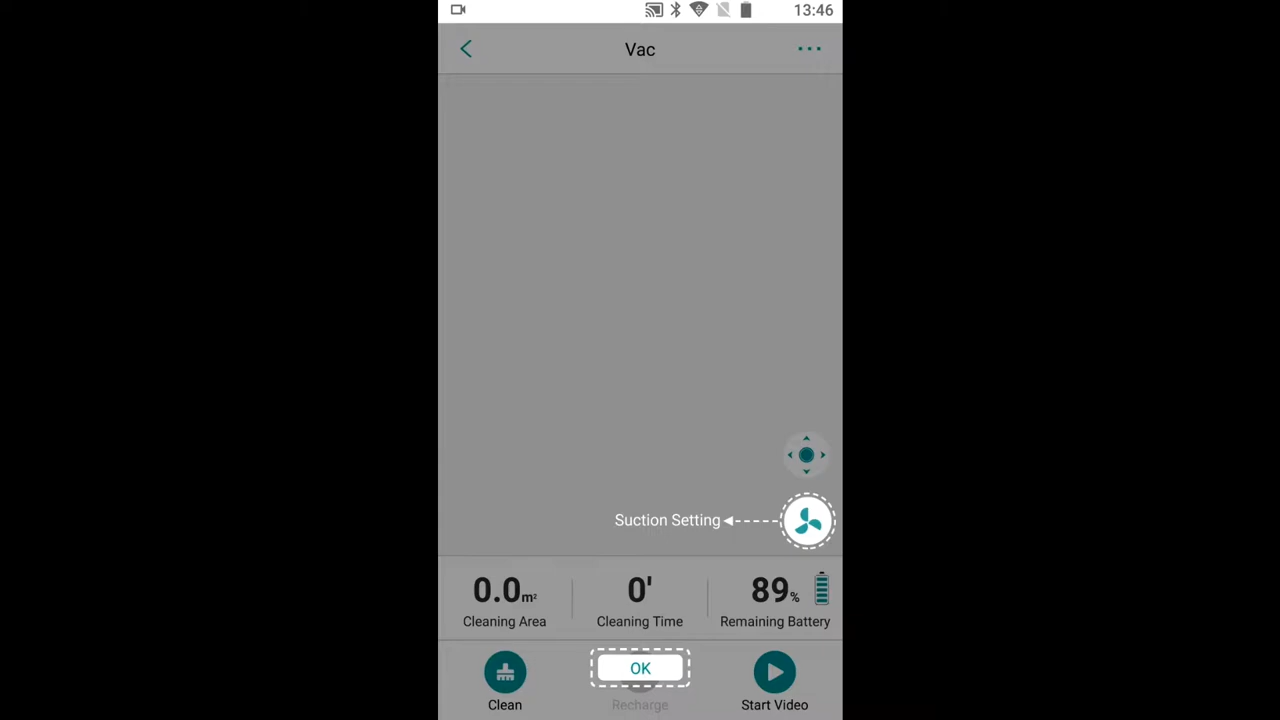 13:46
Vac
Suction Setting
0.0m² 0' 89%
Cleaning Area Cleaning Time Remaining Battery
OK
Clean Recharge Start Video